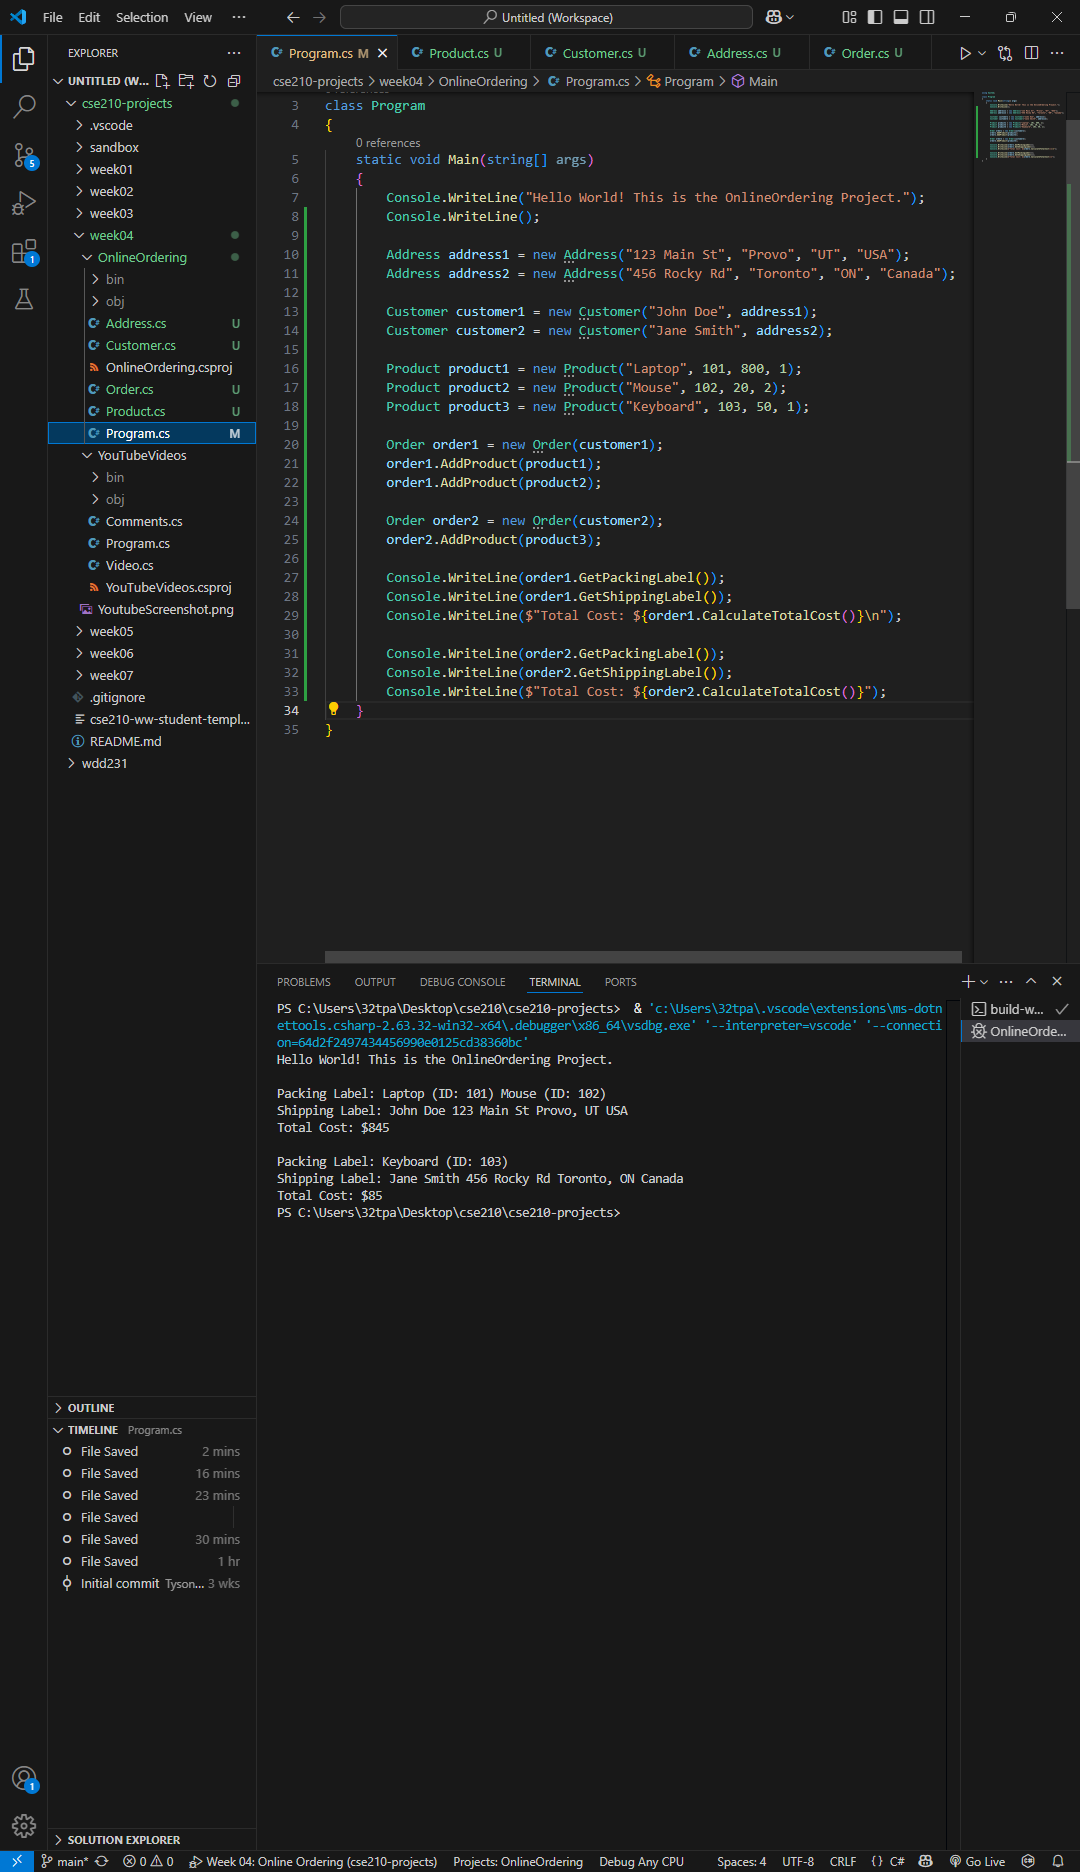 File Edit Selection View ··· Untitled (Workspace)
EXPLORER
UNTITLED (W...
cse210-projects
.vscode
sandbox
week01
week02
week03
week04
OnlineOrdering
bin
obj
Address.cs U
Customer.cs U
OnlineOrdering.csproj
Order.cs U
Product.cs U
Program.cs M
YouTubeVideos
bin
obj
Comments.cs
Program.cs
Video.cs
YouTubeVideos.csproj
YoutubeScreenshot.png
week05
week06
week07
.gitignore
cse210-ww-student-templ...
README.md
wdd231
OUTLINE
TIMELINE Program.cs
File Saved 2 mins
File Saved 16 mins
File Saved 23 mins
File Saved
File Saved 30 mins
File Saved 1 hr
Initial commit Tyson... 3 wks
SOLUTION EXPLORER
5
1
1
Program.cs M Product.cs U Customer.cs U Address.cs U Order.cs U
cse210-projects > week04 > OnlineOrdering > Program.cs > Program > Main
3 class Program
4 {
0 references
5 static void Main(string[] args)
6 {
7 Console.WriteLine("Hello World! This is the OnlineOrdering Project.");
8 Console.WriteLine();
9
10 Address address1 = new Address("123 Main St", "Provo", "UT", "USA");
11 Address address2 = new Address("456 Rocky Rd", "Toronto", "ON", "Canada");
12
13 Customer customer1 = new Customer("John Doe", address1);
14 Customer customer2 = new Customer("Jane Smith", address2);
15
16 Product product1 = new Product("Laptop", 101, 800, 1);
17 Product product2 = new Product("Mouse", 102, 20, 2);
18 Product product3 = new Product("Keyboard", 103, 50, 1);
19
20 Order order1 = new Order(customer1);
21 order1.AddProduct(product1);
22 order1.AddProduct(product2);
23
24 Order order2 = new Order(customer2);
25 order2.AddProduct(product3);
26
27 Console.WriteLine(order1.GetPackingLabel());
28 Console.WriteLine(order1.GetShippingLabel());
29 Console.WriteLine($"Total Cost: ${order1.CalculateTotalCost()}\n");
30
31 Console.WriteLine(order2.GetPackingLabel());
32 Console.WriteLine(order2.GetShippingLabel());
33 Console.WriteLine($"Total Cost: ${order2.CalculateTotalCost()}");
34 }
35 }
PROBLEMS OUTPUT DEBUG CONSOLE TERMINAL PORTS
PS C:\Users\32tpa\Desktop\cse210\cse210-projects> & 'c:\Users\32tpa\.vscode\extensions\ms-dotn
ettools.csharp-2.63.32-win32-x64\.debugger\x86_64\vsdbg.exe' '--interpreter=vscode' '--connecti
on=64d2f2497434456990e0125cd38360bc'
Hello World! This is the OnlineOrdering Project.
Packing Label: Laptop (ID: 101) Mouse (ID: 102)
Shipping Label: John Doe 123 Main St Provo, UT USA
Total Cost: $845
Packing Label: Keyboard (ID: 103)
Shipping Label: Jane Smith 456 Rocky Rd Toronto, ON Canada
Total Cost: $85
PS C:\Users\32tpa\Desktop\cse210\cse210-projects>
build-w...
OnlineOrde...
main* 0 0 Week 04: Online Ordering (cse210-projects) Projects: OnlineOrdering Debug Any CPU Spaces: 4 UTF-8 CRLF {} C# Go Live